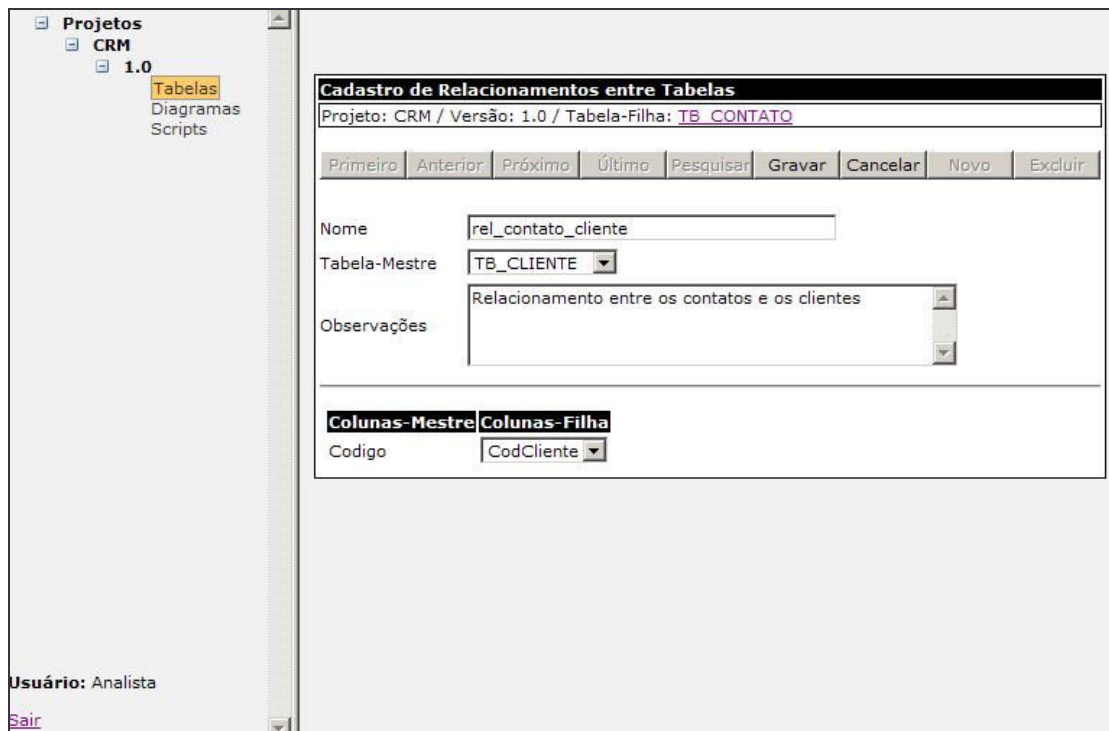 Projetos
CRM
1.0
Tabelas
Diagramas
Scripts
Usuário: Analista
Sair
Cadastro de Relacionamentos entre Tabelas
Projeto: CRM / Versão: 1.0 / Tabela-Filha: TB_CONTATO
Primeiro Anterior Próximo Último Pesquisar Gravar Cancelar Novo Excluir
Nome rel_contato_cliente
Tabela-Mestre TB_CLIENTE
Observações Relacionamento entre os contatos e os clientes
Colunas-Mestre Colunas-Filha
Codigo CodCliente